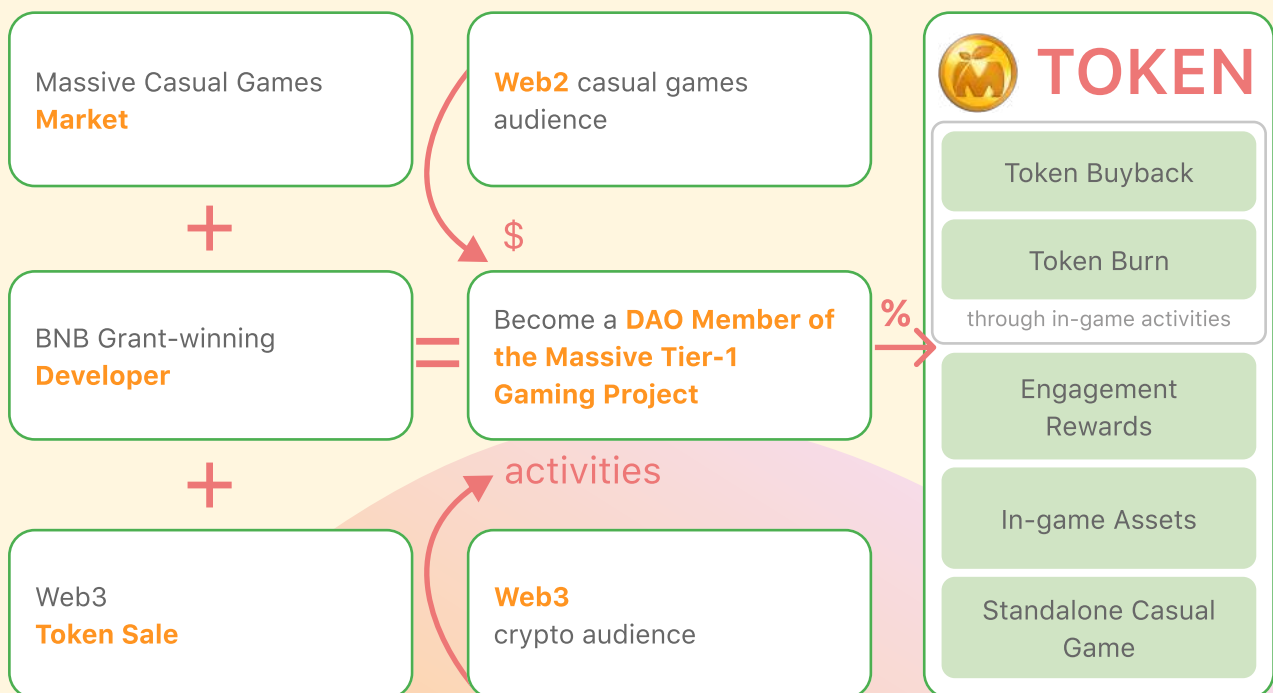 Massive Casual Games
Market
+
BNB Grant-winning
Developer
+
Web3
Token Sale
=
Web2 casual games
audience
$
Become a DAO Member of
the Massive Tier-1
Gaming Project
activities
Web3
crypto audience
%
TOKEN
Token Buyback
Token Burn
through in-game activities
Engagement
Rewards
In-game Assets
Standalone Casual
Game